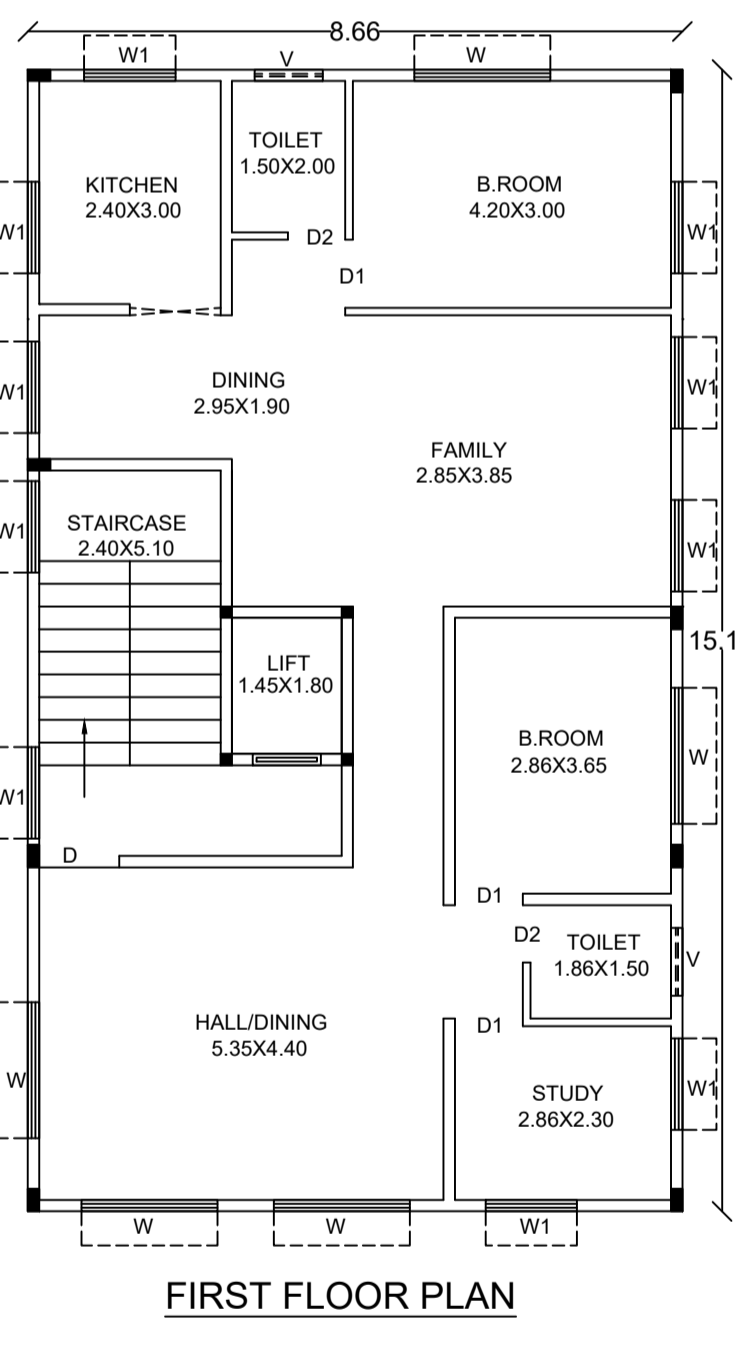 8.66
W1
V
W
TOILET
1.50X2.00
KITCHEN
2.40X3.00
B.ROOM
4.20X3.00
W1
D2
W1
D1
DINING
2.95X1.90
W1
W1
FAMILY
2.85X3.85
STAIRCASE
2.40X5.10
W1
W1
15.1
LIFT
1.45X1.80
B.ROOM
2.86X3.65
W
W1
D
D1
D2
TOILET
1.86X1.50
V
HALL/DINING
5.35X4.40
D1
W
STUDY
2.86X2.30
W1
W
W
W1
FIRST FLOOR PLAN